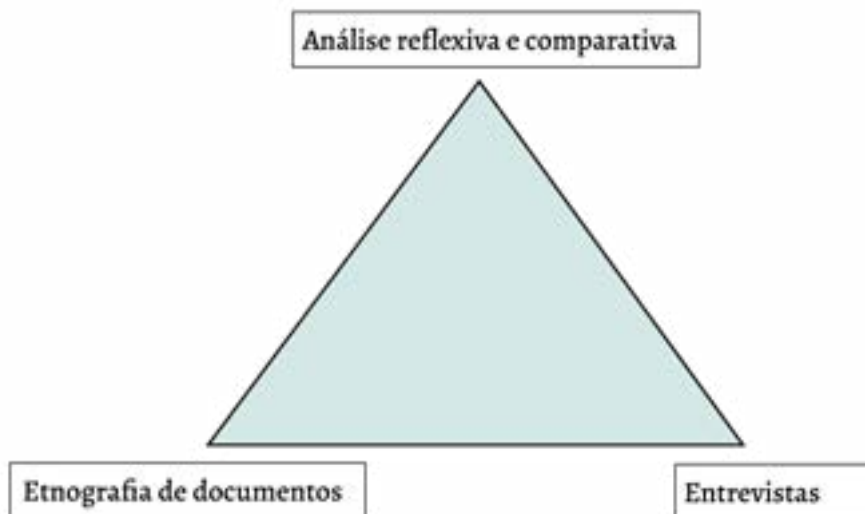 Análise reflexiva e comparativa
Etnografia de documentos
Entrevistas